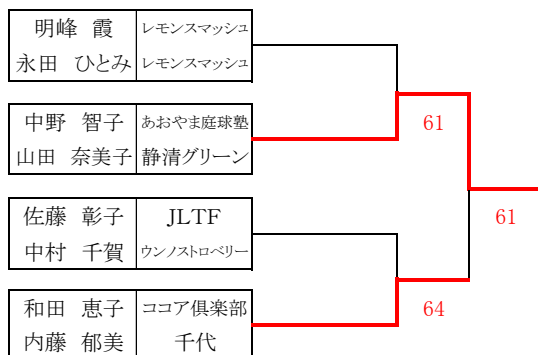 明峰 霞 レモンスマッシュ
永田 ひとみ レモンスマッシュ
中野 智子 あおやま庭球塾
山田 奈美子 静清グリーン
61
佐藤 彰子 JLTF
中村 千賀 ウンノストロベリー
61
和田 恵子 ココア倶楽部
内藤 郁美 千代
64